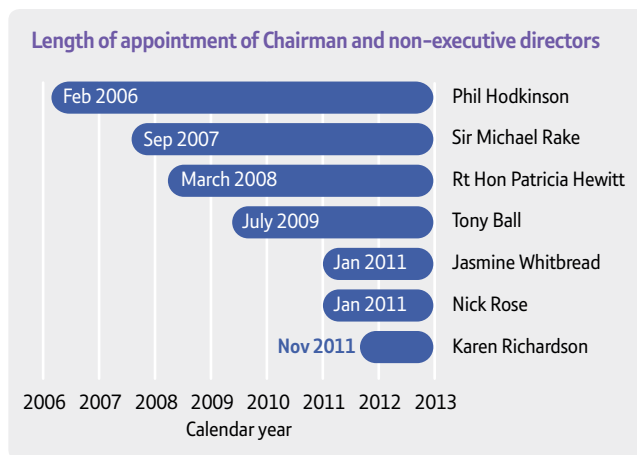 Length of appointment of Chairman and non-executive directors
Feb 2006 Phil Hodkinson
Sep 2007 Sir Michael Rake
March 2008 Rt Hon Patricia Hewitt
July 2009 Tony Ball
Jan 2011 Jasmine Whitbread
Jan 2011 Nick Rose
Nov 2011 Karen Richardson
2006 2007 2008 2009 2010 2011 2012 2013
Calendar year